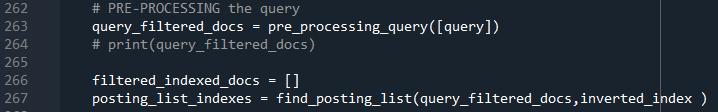 262 # PRE-PROCESSING the query
263 query_filtered_docs = pre_processing_query([query])
264 # print(query_filtered_docs)
265
266 filtered_indexed_docs = []
267 posting_list_indexes = find_posting_list(query_filtered_docs,inverted_index )